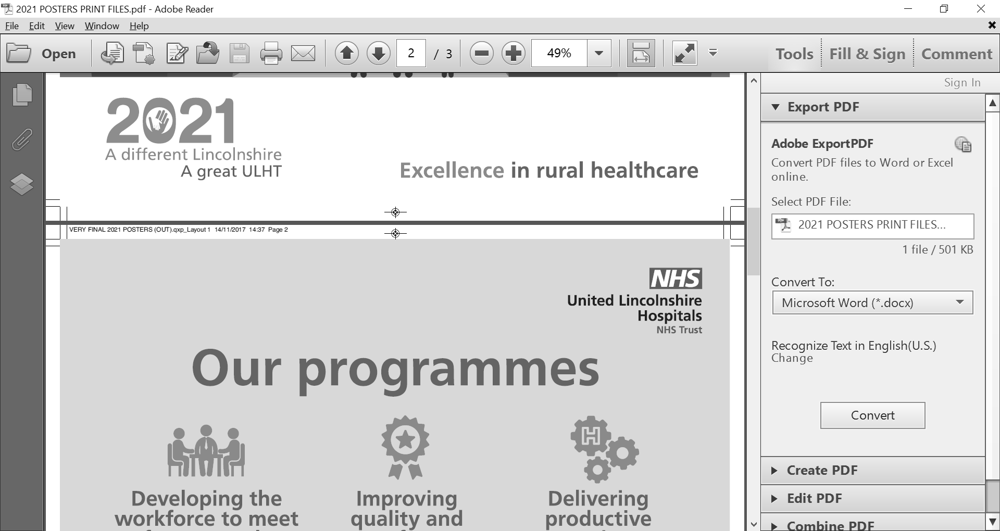 2021 POSTERS PRINT FILES.pdf - Adobe Reader
File Edit View Window Help
Open 2 / 3 49% Tools Fill & Sign Comment
2021
A different Lincolnshire
A great ULHT
Excellence in rural healthcare
VERY FINAL 2021 POSTERS (OUT).qxp_Layout 1 14/11/2017 14:37 Page 2
NHS
United Lincolnshire
Hospitals
NHS Trust
Our programmes
Developing the
workforce to meet
Improving
quality and
H
Delivering
productive
Sign In
Export PDF
Adobe ExportPDF
Convert PDF files to Word or Excel
online.
Select PDF File:
2021 POSTERS PRINT FILES...
1 file / 501 KB
Convert To:
Microsoft Word (*.docx)
Recognize Text in English(U.S.)
Change
Convert
Create PDF
Edit PDF
Combine PDF